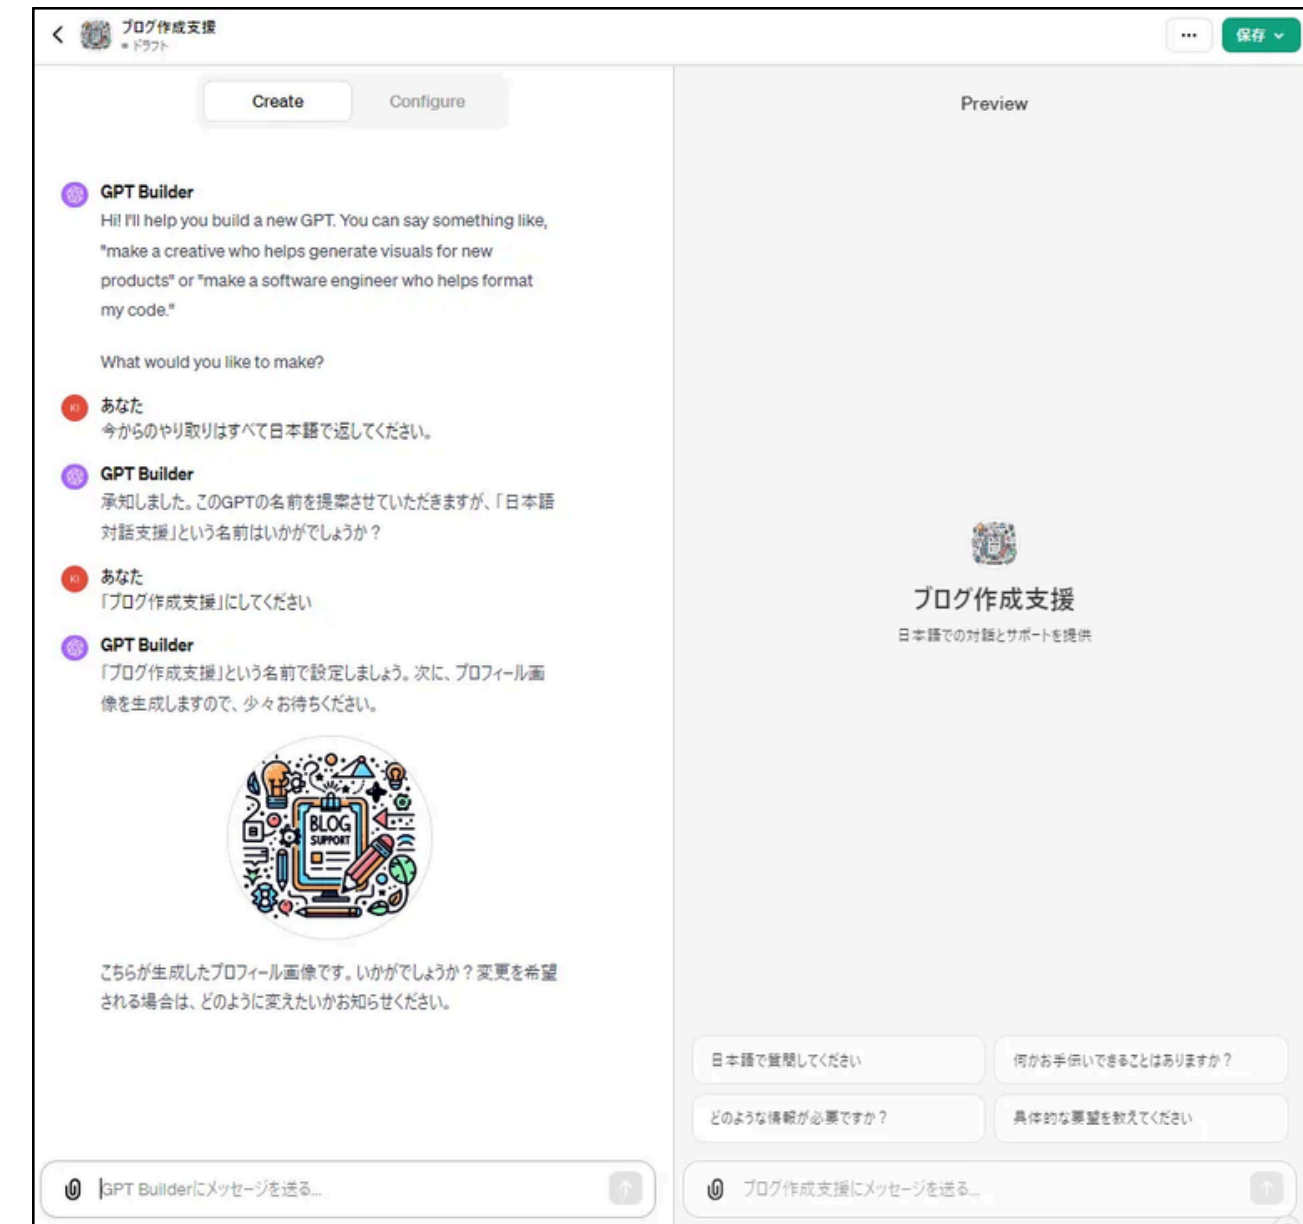 ブログ作成支援
ドラフト
保存
Create
Configure
Preview
GPT Builder
Hi! I'll help you build a new GPT. You can say something like,
"make a creative who helps generate visuals for new
products" or "make a software engineer who helps format
my code."
What would you like to make?
KI
あなた
今からのやり取りはすべて日本語で返してください。
GPT Builder
承知しました。このGPTの名前を提案させていただきますが、「日本語
対話支援」という名前はいかがでしょうか？
KI
あなた
「ブログ作成支援」にしてください
GPT Builder
「ブログ作成支援」という名前で設定しましょう。次に、プロフィール画
像を生成しますので、少々お待ちください。
BLOG
SUPPORT
こちらが生成したプロフィール画像です。いかがでしょうか？変更を希望
される場合は、どのように変えたいかお知らせください。
GPT Builderにメッセージを送る...
ブログ作成支援
日本語での対話とサポートを提供
日本語で質問してください
何かお手伝いできることはありますか？
どのような情報が必要ですか？
具体的な要望を教えてください
ブログ作成支援にメッセージを送る...